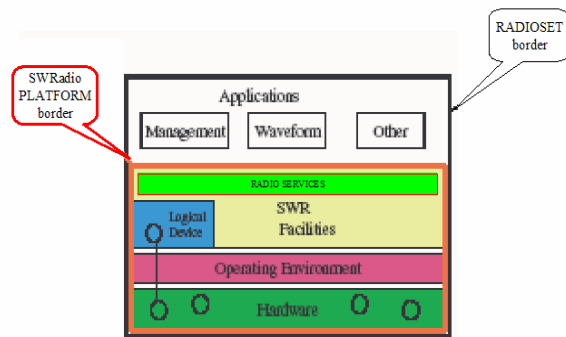 RADIOSET
border
SWRadio
PLATFORM
border
Applications
Management Waveform Other
RADIO SERVICES
Logical
Device
SWR
Facilities
Operating Environment
Hardware